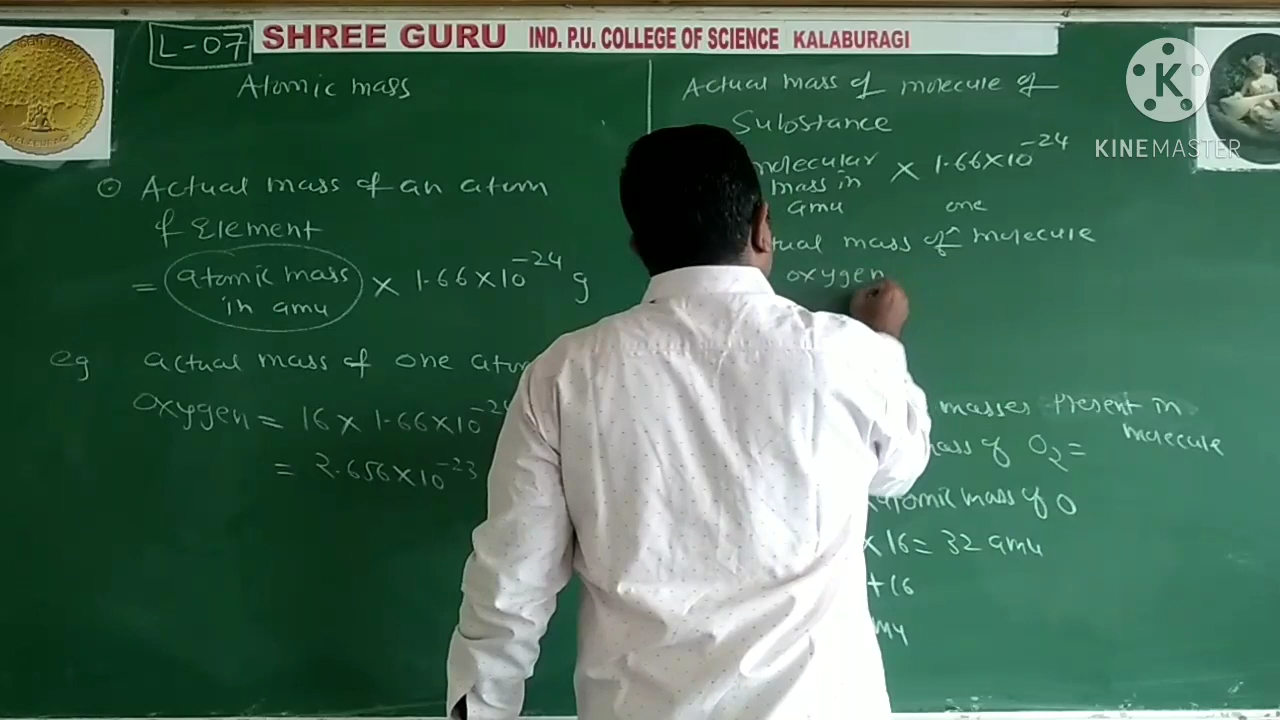 L-07
SHREE GURU IND. P.U. COLLEGE OF SCIENCE KALABURAGI
KINEMASTER
Atomic mass
⊙ Actual mass of an atom
of Element
= atomic mass in amu × 1.66×10⁻²⁴ g
eg actual mass of one atom
Oxygen = 16 × 1.66×10⁻²⁴
= 2.656×10⁻²³
Actual mass of molecule of
Substance
molecular mass in amu × 1.66×10⁻²⁴
one
mass of ^ molecule
oxygen
masses Present in
molecule
mass of O₂ =
atomic mass of O
× 16 = 32 amu
+16